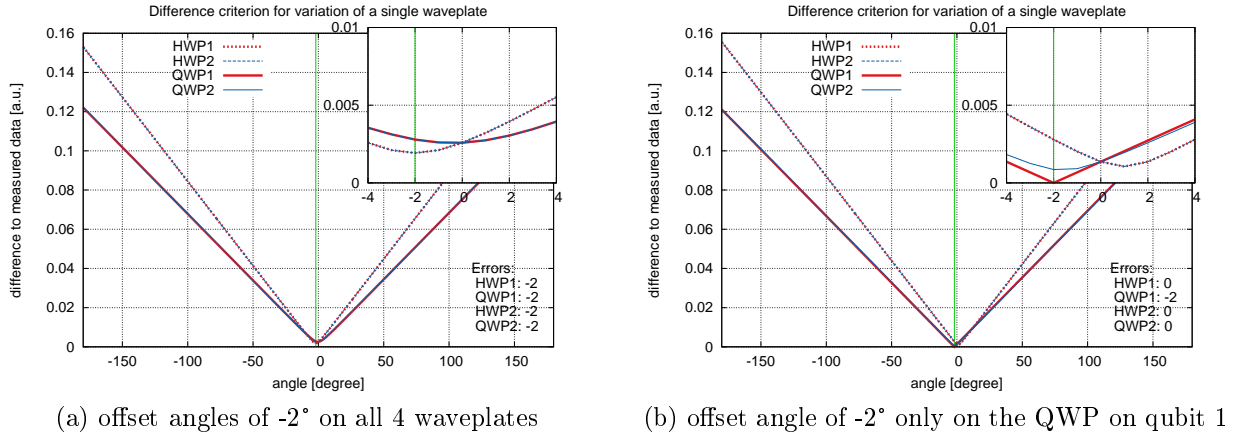 Difference criterion for variation of a single waveplate
difference to measured data [a.u.]
0.16
0.14
0.12
0.1
0.08
0.06
0.04
0.02
0
HWP1
HWP2
QWP1
QWP2
0.01
0.005
0
-4
-2
0
2
4
Errors:
HWP1: -2
QWP1: -2
HWP2: -2
QWP2: -2
-150
-100
-50
0
50
100
150
angle [degree]
(a) offset angles of -2° on all 4 waveplates
Difference criterion for variation of a single waveplate
difference to measured data [a.u.]
0.16
0.14
0.12
0.1
0.08
0.06
0.04
0.02
0
HWP1
HWP2
QWP1
QWP2
0.01
0.005
0
-4
-2
0
2
4
Errors:
HWP1: 0
QWP1: -2
HWP2: 0
QWP2: 0
-150
-100
-50
0
50
100
150
angle [degree]
(b) offset angle of -2° only on the QWP on qubit 1